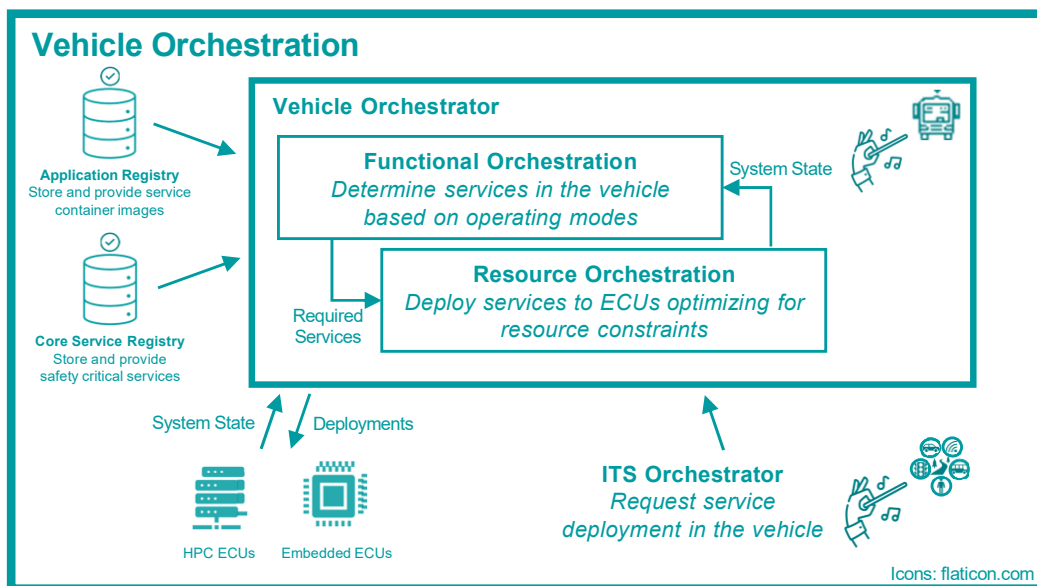 Vehicle Orchestration
Application Registry
Store and provide service
container images
Core Service Registry
Store and provide
safety critical services
Vehicle Orchestrator
Functional Orchestration
Determine services in the vehicle
based on operating modes
System State
Resource Orchestration
Deploy services to ECUs optimizing for
resource constraints
Required
Services
System State
Deployments
HPC ECUs
Embedded ECUs
ITS Orchestrator
Request service
deployment in the vehicle
Icons: flaticon.com